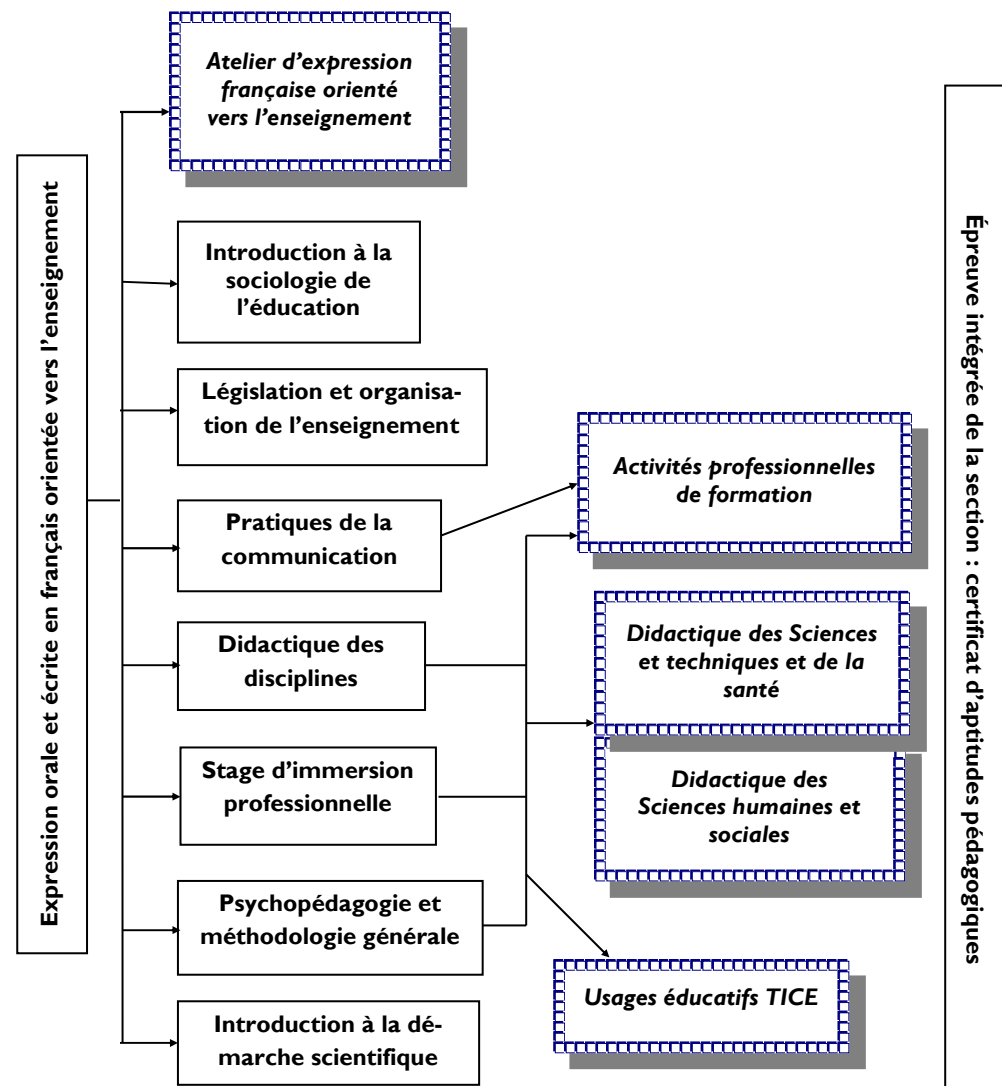 Expression orale et écrite en français orientée vers l'enseignement
Atelier d'expression
française orienté
vers l'enseignement
Introduction à la
sociologie de
l'éducation
Législation et organisa-
tion de l'enseignement
Pratiques de la
communication
Didactique des
disciplines
Stage d'immersion
professionnelle
Psychopédagogie et
méthodologie générale
Introduction à la dé-
marche scientifique
Activités professionnelles
de formation
Didactique des Sciences
et techniques et de la
santé
Didactique des
Sciences humaines et
sociales
Usages éducatifs TICE
Épreuve intégrée de la section : certificat d'aptitudes pédagogiques